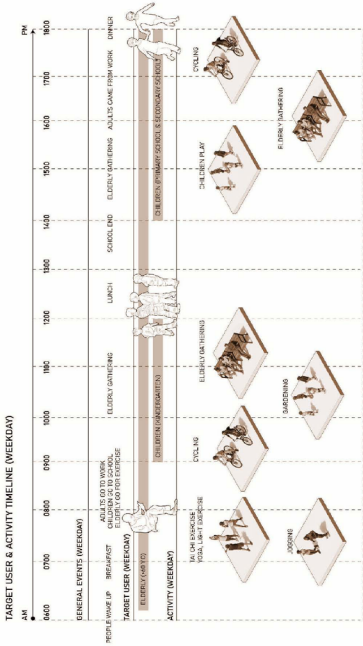 TARGET USER & ACTIVITY TIMELINE (WEEKDAY)
AM
PM
0600
0700
0800
0900
1000
1100
1200
1300
1400
1500
1600
1700
1800
GENERAL EVENTS (WEEKDAY)
PEOPLE WAKE UP
BREAKFAST
ADULTS GO TO WORK
CHILDREN GO TO SCHOOL
ELDERLY GO FOR EXERCISE
ELDERLY GATHERING
LUNCH
SCHOOL END
ELDERLY GATHERING
ADULTS CAME FROM WORK
DINNER
TARGET USER (WEEKDAY)
CHILDREN (KINDERGARTEN)
CHILDREN (PRIMARY SCHOOL & SECONDARY SCHOOL)
ACTIVITY (WEEKDAY)
TAI CHI EXERCISE
YOGA, LIGHT EXERCISE
CYCLING
ELDERLY GATHERING
CHILDREN PLAY
CYCLING
JOGGING
GARDENING
ELDERLY GATHERING